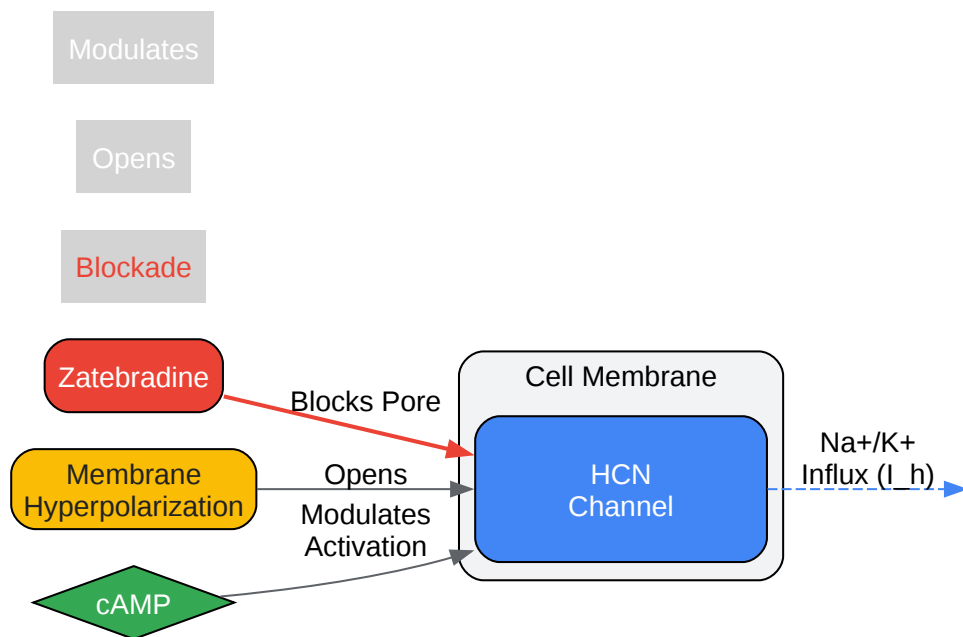 Modulates
Opens
Blockade
Zatebradine
Blocks Pore
Cell Membrane
Membrane
Hyperpolarization
Opens
HCN
Channel
Na+/K+
Influx (I_h)
Modulates
Activation
cAMP